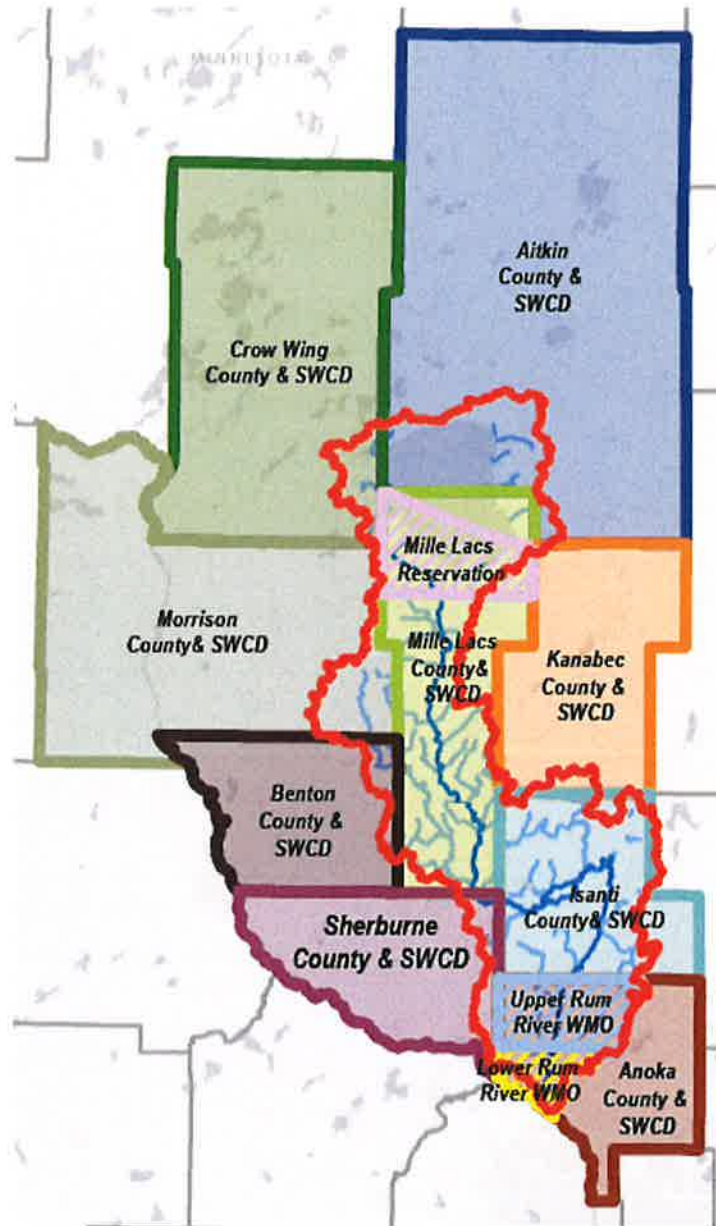 MINNESOTA
Aitkin
County &
SWCD
Crow Wing
County & SWCD
Mille Lacs
Reservation
Morrison
County& SWCD
Mille Lacs
County&
SWCD
Kanabec
County &
SWCD
Benton
County &
SWCD
Isanti
County& SWCD
Sherburne
County & SWCD
Upper Rum
River WMO
Lower Rum
River WMO
Anoka
County &
SWCD